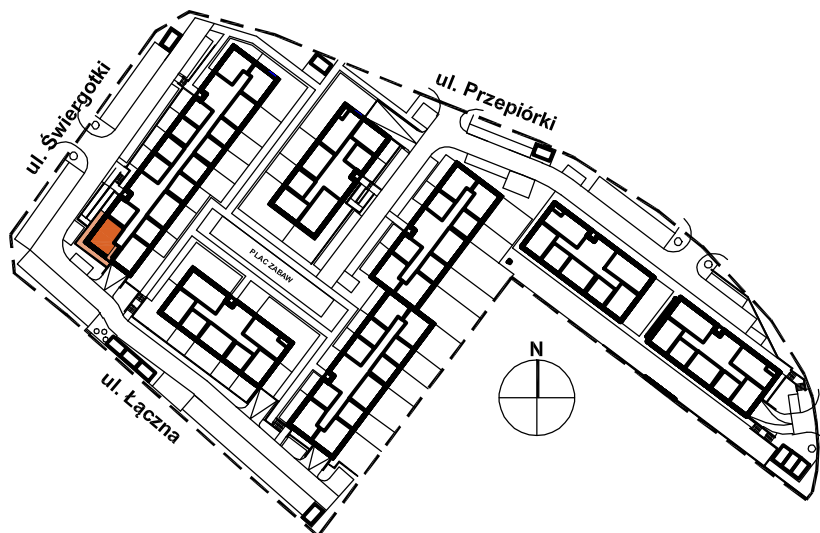 ul. Świergotki
ul. Przepiórki
PLAC ZABAW
N
ul. Łączna